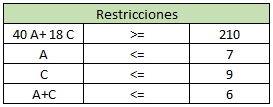 Restricciones
40 A+ 18 C >= 210
A <= 7
C <= 9
A+C <= 6